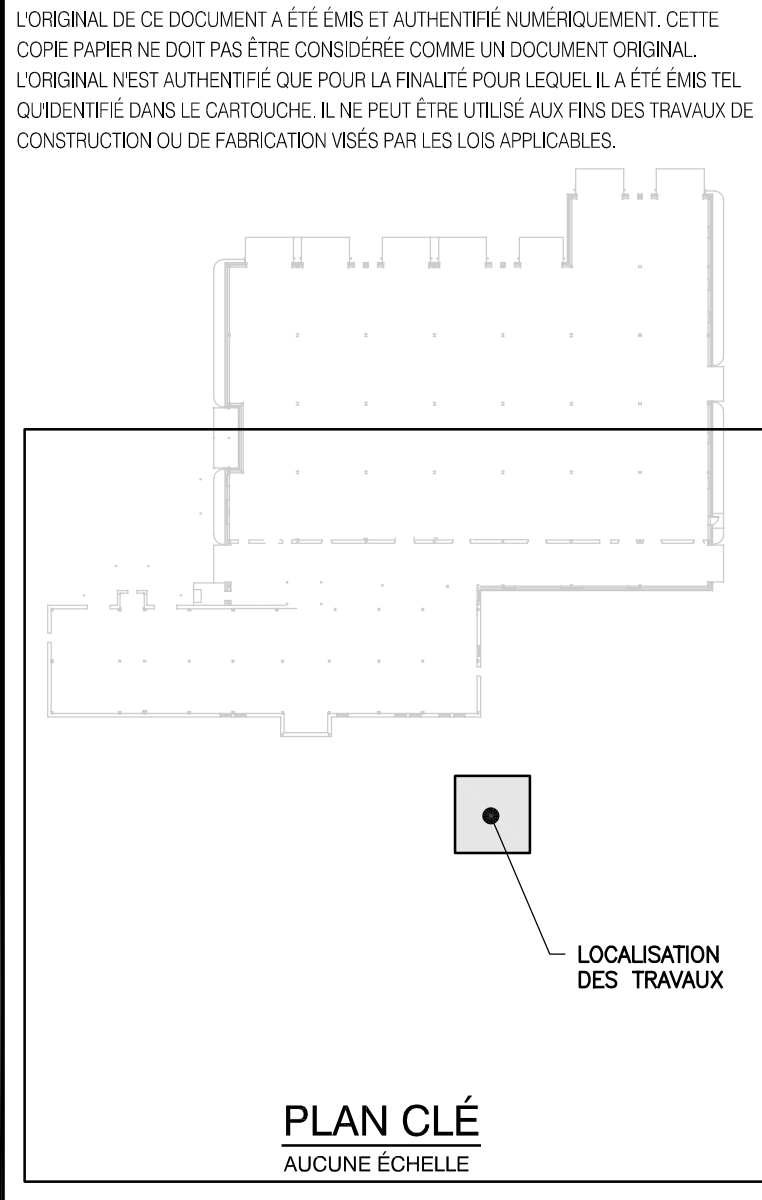 L'ORIGINAL DE CE DOCUMENT A ÉTÉ ÉMIS ET AUTHENTIFIÉ NUMÉRIQUEMENT. CETTE
COPIE PAPIER NE DOIT PAS ÊTRE CONSIDÉRÉE COMME UN DOCUMENT ORIGINAL.
L'ORIGINAL N'EST AUTHENTIFIÉ QUE POUR LA FINALITÉ POUR LEQUEL IL A ÉTÉ ÉMIS TEL
QU'IDENTIFIÉ DANS LE CARTOUCHE. IL NE PEUT ÊTRE UTILISÉ AUX FINS DES TRAVAUX DE
CONSTRUCTION OU DE FABRICATION VISÉS PAR LES LOIS APPLICABLES.
LOCALISATION
DES TRAVAUX
PLAN CLÉ
AUCUNE ÉCHELLE